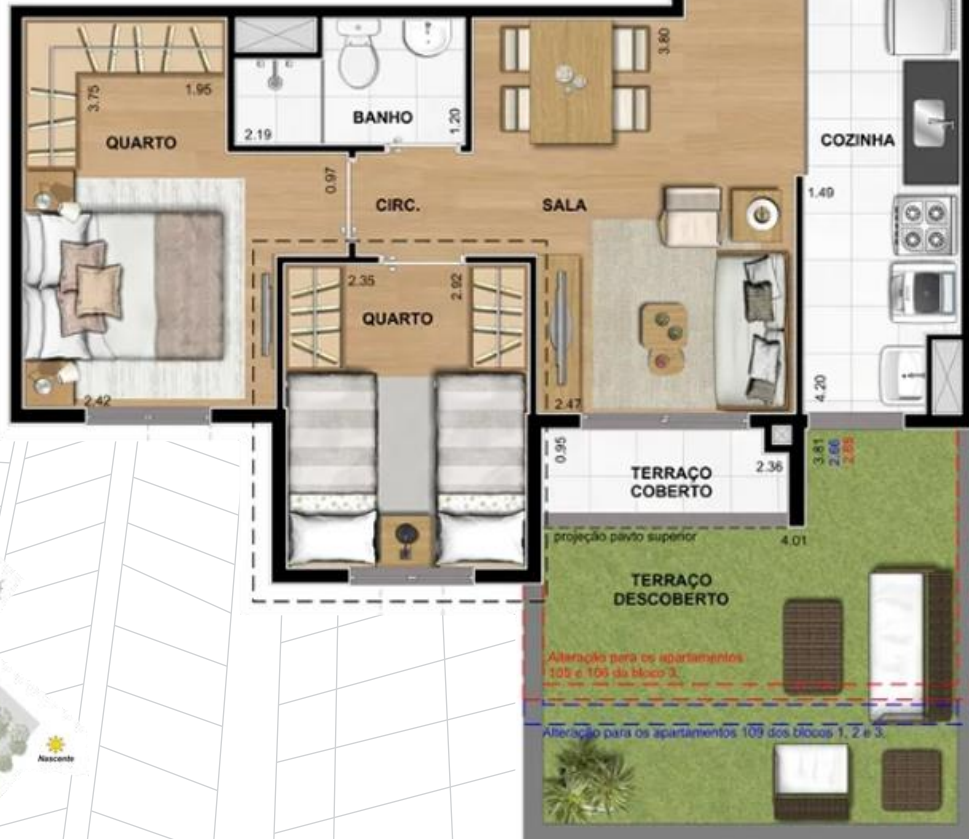 3.80
3.75
1.95
QUARTO
2.19
BANHO
1.20
COZINHA
0.97
CIRC.
SALA
1.49
2.35
2.92
QUARTO
2.42
2.47
4.20
0.95
TERRAÇO
COBERTO
2.36
3.81
2.66
2.65
projeção pavto superior
4.01
TERRAÇO
DESCOBERTO
Alteração para os apartamentos
105 e 106 do bloco 3.
Alteração para os apartamentos 109 dos blocos 1, 2 e 3.
Nascente